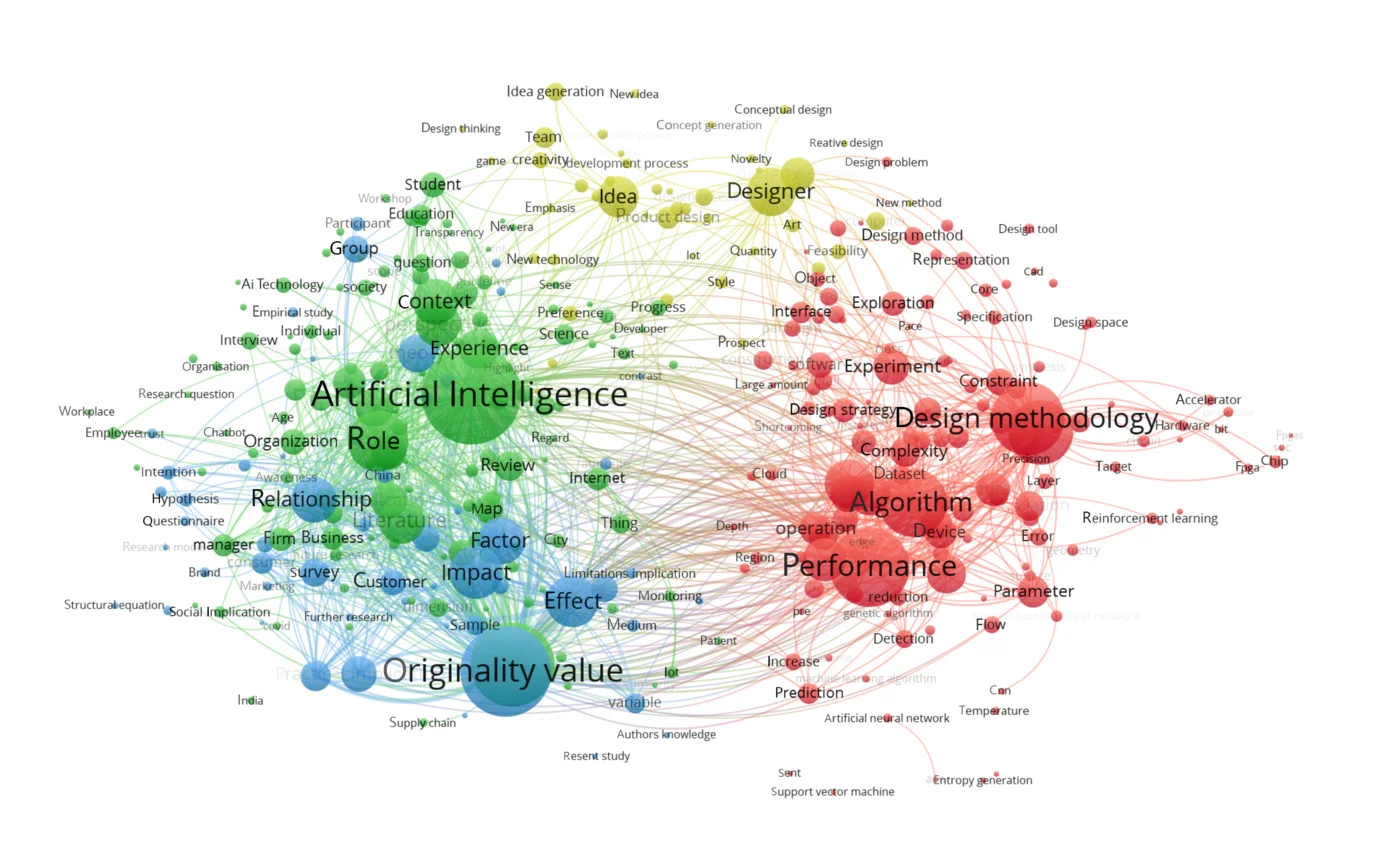 Idea generation
New idea
Conceptual design
Concept generation
Design thinking
Team
Reative design
game
creativity
development process
Novelty
Design problem
Student
Idea
Designer
Workshop
Emphasis
Product design
New method
Education
Participant
Transparency
New era
Art
Design method
Design tool
Group
question
New technology
Iot
Quantity
Feasibility
Representation
society
Ai Technology
Sense
Style
Object
Cad
Core
Context
Empirical study
Preference
Progress
Interface
Exploration
Specification
Design space
Individual
Science
Developer
Pace
Interview
Experience
Text
Prospect
Organisation
Highlight
contrast
software
Experiment
Large amount
Constraint
Research question
Artificial Intelligence
Accelerator
Workplace
Age
Design strategy
Design methodology
Shortcoming
Hardware
bit
Employee
trust
Chatbot
Organization
Role
Regard
Complexity
Precision
Fpgas
Intention
Awareness
China
Review
Internet
Cloud
Dataset
Layer
Target
Fpga
Chip
Hypothesis
Relationship
Map
Algorithm
Questionnaire
Literature
Thing
Depth
operation
Device
Reinforcement learning
manager
Firm
Business
Factor
City
edge
Error
geometry
consumer
Region
Brand
survey
Customer
Impact
Limitations implication
Performance
Marketing
Parameter
Structural equation
Social Implication
Further research
dimension
Effect
Monitoring
pre
reduction
genetic algorithm
covid
Sample
Medium
Patient
Detection
Flow
Originality value
Iot
Increase
Prediction
machine learning algorithm
India
variable
Cnn
Temperature
Supply chain
Artificial neural network
Authors knowledge
Resent study
Sent
Entropy generation
Support vector machine